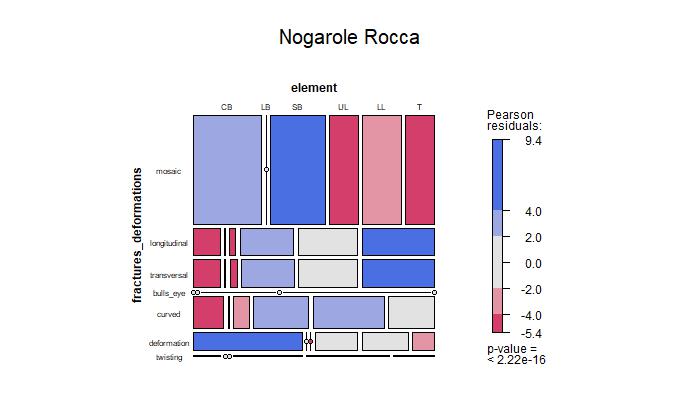 Nogarole Rocca
element
CB LB SB UL LL T
fractures_deformations
mosaic
longitudinal
transversal
bulls_eye
curved
deformation
twisting
Pearson
residuals:
9.4
4.0
2.0
0.0
-2.0
-4.0
-5.4
p-value =
< 2.22e-16